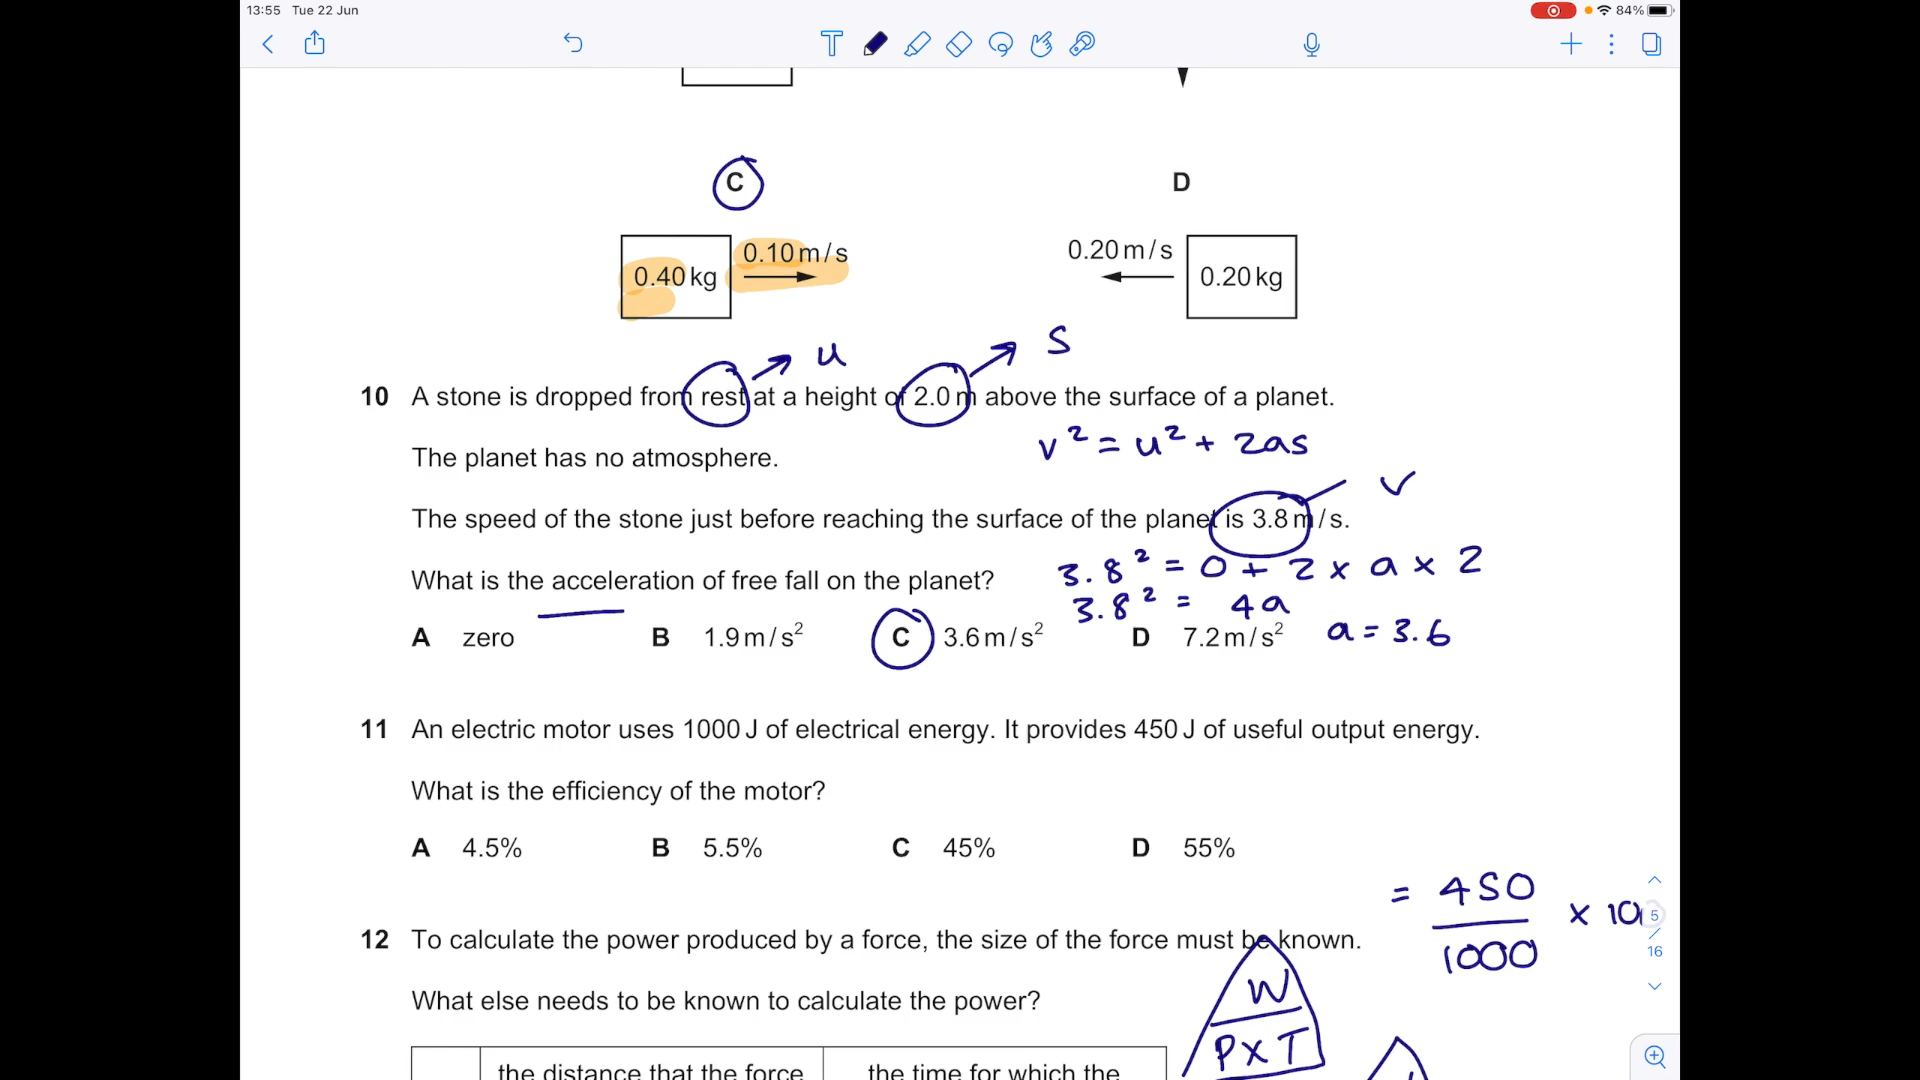 13:55 Tue 22 Jun
84%
C
D
0.10 m/s
0.40 kg
0.20 m/s
0.20 kg
u
s
10 A stone is dropped from rest at a height of 2.0 m above the surface of a planet.
v² = u² + 2as
The planet has no atmosphere.
v
The speed of the stone just before reaching the surface of the planet is 3.8 m/s.
3.8² = 0 + 2 x a x 2
What is the acceleration of free fall on the planet?
3.8² = 4a
A zero B 1.9 m/s² C 3.6 m/s² D 7.2 m/s²
a = 3.6
11 An electric motor uses 1000 J of electrical energy. It provides 450 J of useful output energy.
What is the efficiency of the motor?
A 4.5% B 5.5% C 45% D 55%
= 450
x 10
1000
5
/
16
12 To calculate the power produced by a force, the size of the force must be known.
What else needs to be known to calculate the power?
W
P x T
the distance that the force
the time for which the